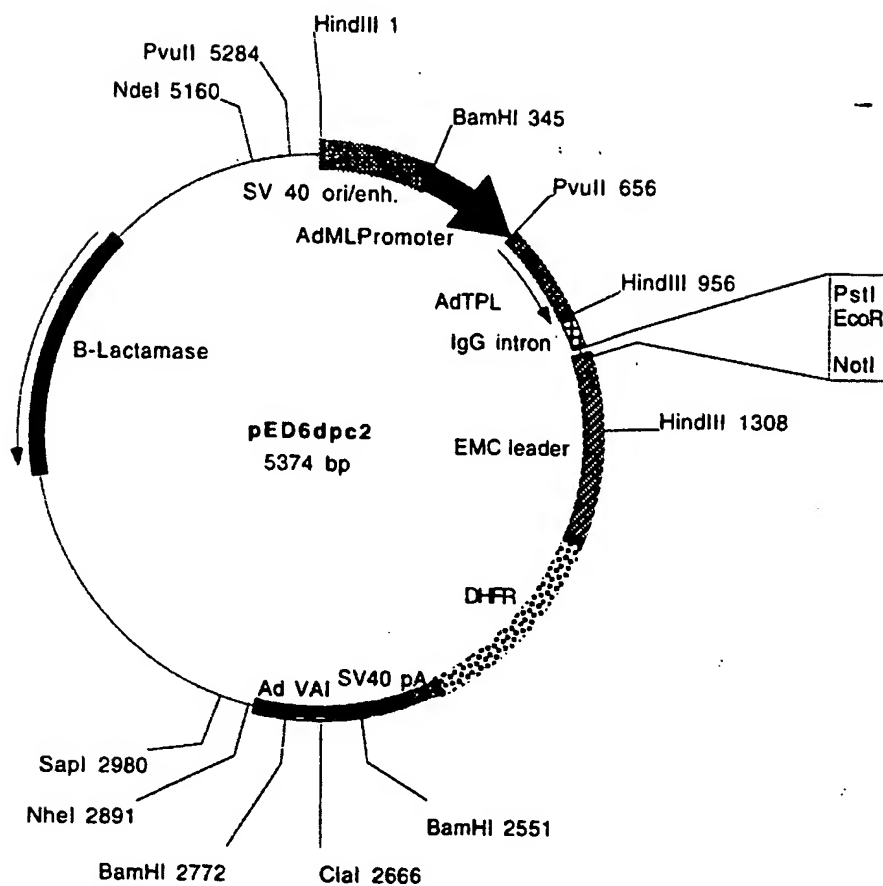 HindIII 1
PvuII 5284
NdeI 5160
BamHI 345
SV 40 ori/enh.
PvuII 656
AdMLPromoter
HindIII 956
PstI
EcoR
AdTPL
IgG intron
NotI
B-Lactamase
HindIII 1308
pED6dpc2
EMC leader
5374 bp
DHFR
Ad VAI
SV40 pA
SapI 2980
NheI 2891
BamHI 2551
BamHI 2772
ClaI 2666